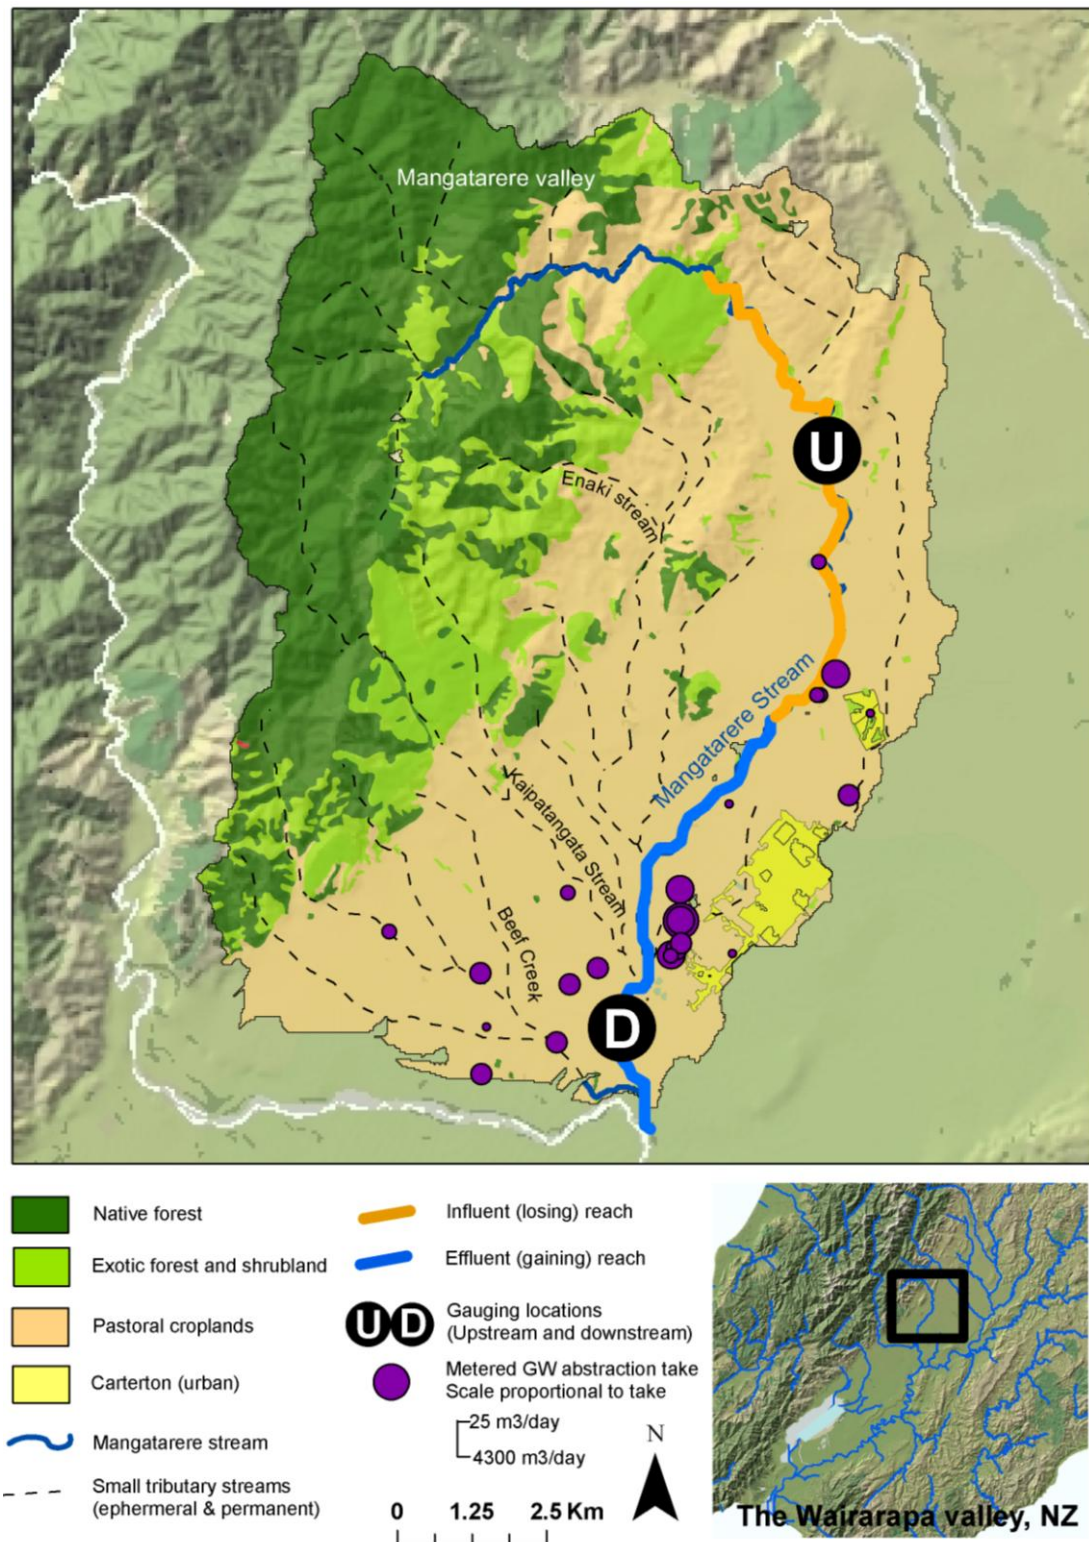 Mangatarere valley
U
Enaki stream
Mangatarere Stream
Kaipatangata Stream
Beef Creek
D
Native forest
Exotic forest and shrubland
Pastoral croplands
Carterton (urban)
Mangatarere stream
Small tributary streams
(ephermeral & permanent)
Influent (losing) reach
Effluent (gaining) reach
U D
Gauging locations
(Upstream and downstream)
Metered GW abstraction take
Scale proportional to take
25 m3/day
4300 m3/day
0 1.25 2.5 Km
N
The Wairarapa valley, NZ